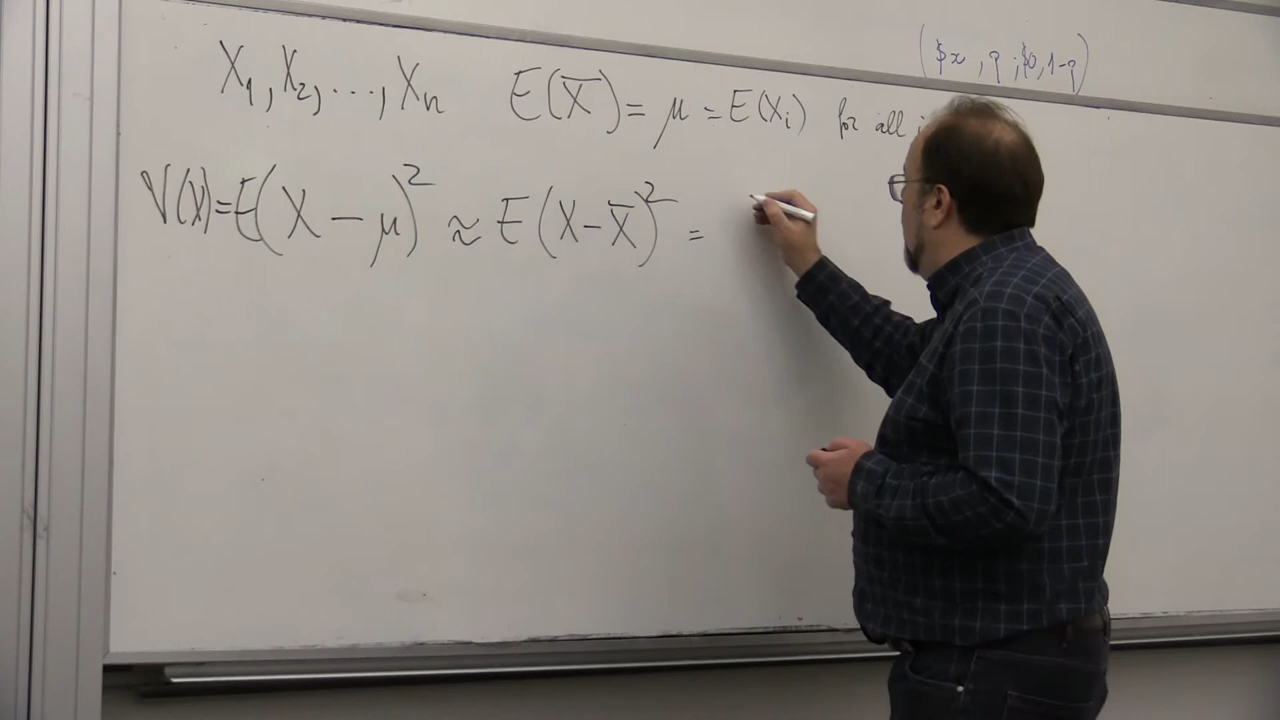 ($x, q; $0, 1-q)
X₁, X₂, ..., Xₙ E(X̅) = μ = E(Xᵢ) for all i
V(X) = E(X - μ)² ≈ E(X - X̅)² =